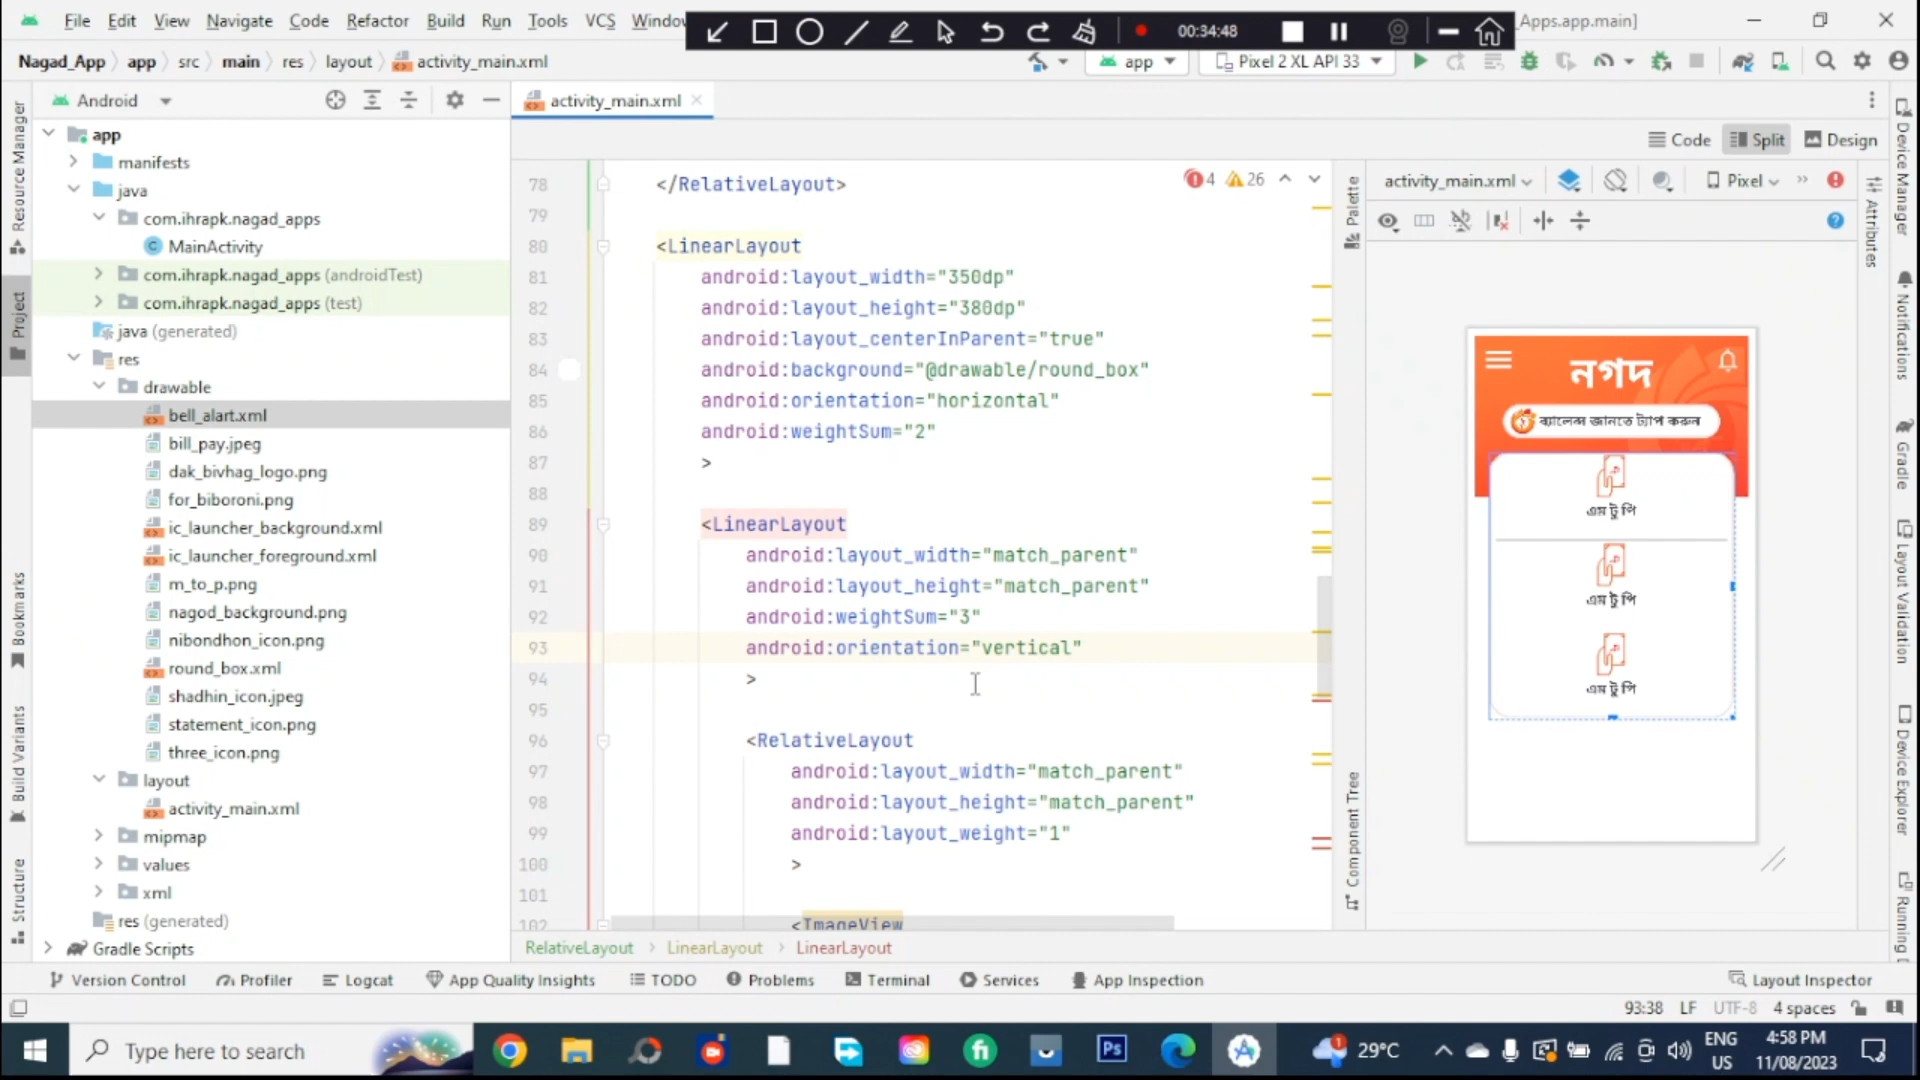 File Edit View Navigate Code Refactor Build Run Tools VCS Window
00:34:48
_Apps.app.main]
Nagad_App app src main res layout activity_main.xml
app
Pixel 2 XL API 33
Android
activity_main.xml
Code Split Design
app
manifests
java
com.ihrapk.nagad_apps
MainActivity
com.ihrapk.nagad_apps (androidTest)
com.ihrapk.nagad_apps (test)
java (generated)
res
drawable
bell_alart.xml
bill_pay.jpeg
dak_bivhag_logo.png
for_biboroni.png
ic_launcher_background.xml
ic_launcher_foreground.xml
m_to_p.png
nagod_background.png
nibondhon_icon.png
round_box.xml
shadhin_icon.jpeg
statement_icon.png
three_icon.png
layout
activity_main.xml
mipmap
values
xml
res (generated)
Gradle Scripts
Resource Manager
Project
Bookmarks
Build Variants
Structure
4 26
78 </RelativeLayout>
79
80 <LinearLayout
81 android:layout_width="350dp"
82 android:layout_height="380dp"
83 android:layout_centerInParent="true"
84 android:background="@drawable/round_box"
85 android:orientation="horizontal"
86 android:weightSum="2"
87 >
88
89 <LinearLayout
90 android:layout_width="match_parent"
91 android:layout_height="match_parent"
92 android:weightSum="3"
93 android:orientation="vertical"
94 >
95
96 <RelativeLayout
97 android:layout_width="match_parent"
98 android:layout_height="match_parent"
99 android:layout_weight="1"
100 >
101
102 <ImageView
RelativeLayout LinearLayout LinearLayout
Palette
Component Tree
activity_main.xml Pixel
নগদ
ব্যালেন্স জানতে ট্যাপ করুন
এম টু পি
এম টু পি
এম টু পি
Attributes
Device Manager
Notifications
Gradle
Layout Validation
Device Explorer
Running
Version Control Profiler Logcat App Quality Insights TODO Problems Terminal Services App Inspection Layout Inspector
93:38 LF UTF-8 4 spaces
Type here to search
Ps
1
29°C
ENG
US
4:58 PM
11/08/2023